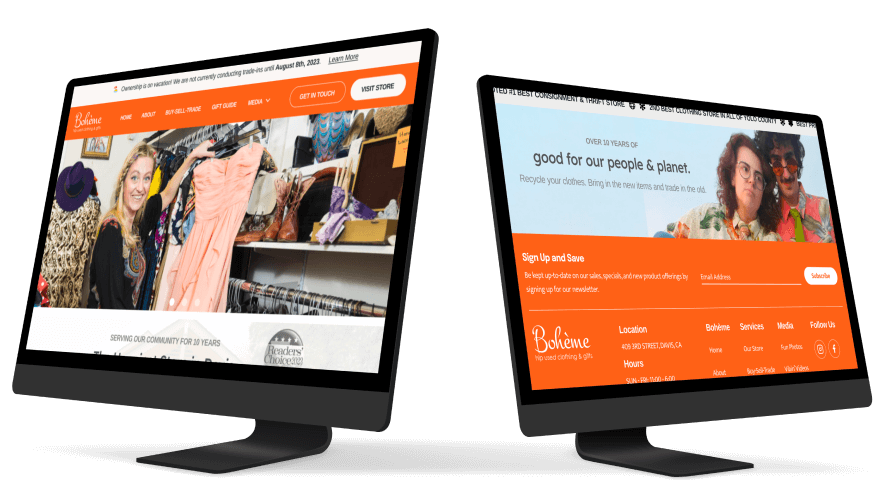 Ownership is on vacation! We are not currently conducting trade-ins until August 8th, 2023. Learn More
Bohème
hip used clothing & gifts
HOME ABOUT BUY-SELL-TRADE GIFT GUIDE MEDIA GET IN TOUCH VISIT STORE
SERVING OUR COMMUNITY FOR 10 YEARS
Readers'
Choice 2023
#1 BEST CONSIGNMENT & THRIFT STORE 2ND BEST CLOTHING STORE IN ALL OF YOLO COUNTY BEST
OVER 10 YEARS OF
good for our people & planet.
Recycle your clothes. Bring in the new items and trade in the old.
Sign Up and Save
Be kept up-to-date on our sales, specials, and new product offerings by
signing up for our newsletter.
Email Address
Subscribe
Bohème
hip used clothing & gifts
Location
409 3RD STREET, DAVIS, CA
Hours
SUN - FRI: 11:00 - 6:00
Bohème
Home
About
Services
Our Store
Buy-Sell-Trade
Media
Fun Photos
Video
Follow Us